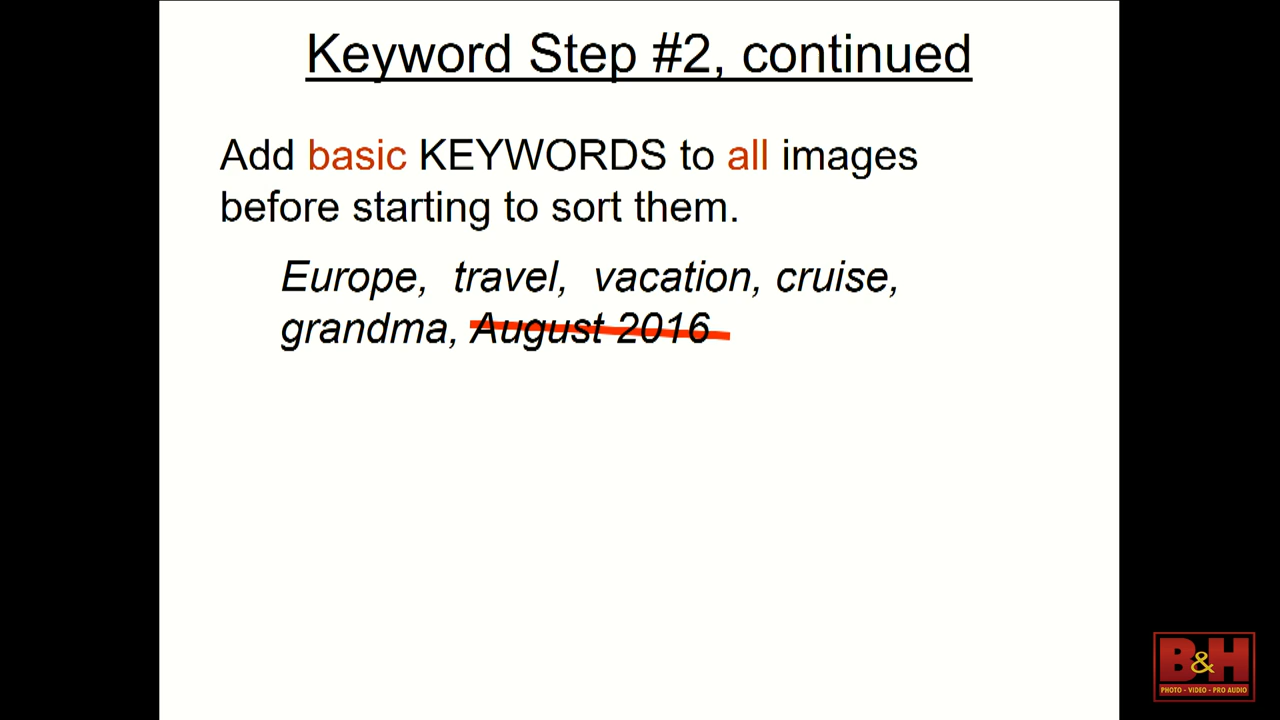 Keyword Step #2, continued
Add basic KEYWORDS to all images
before starting to sort them.
Europe, travel, vacation, cruise,
grandma, August 2016
B&H
PHOTO - VIDEO - PRO AUDIO